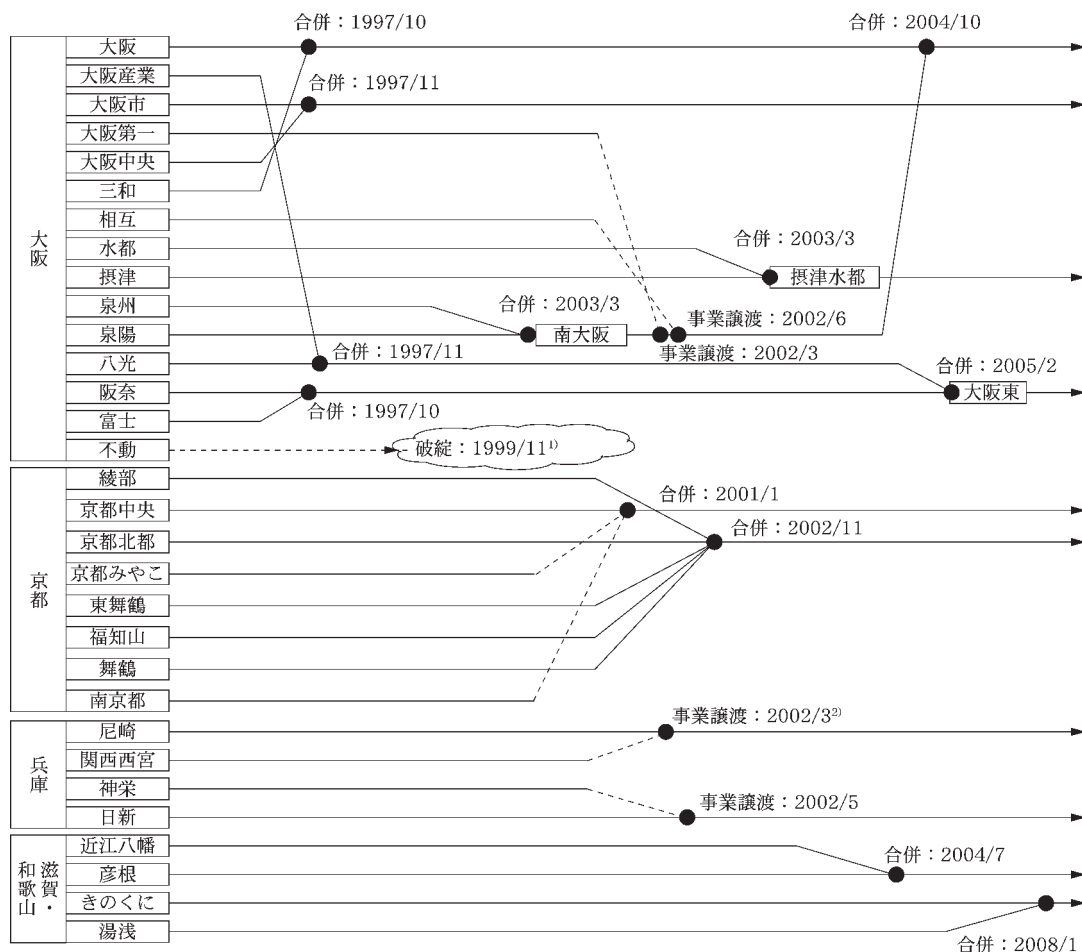 合併：1997/10
合併：2004/10
大阪
大阪
大阪産業
合併：1997/11
大阪市
大阪第一
大阪中央
三和
相互
水都
合併：2003/3
摂津
摂津水都
泉州
合併：2003/3
泉陽
南大阪
事業譲渡：2002/6
事業譲渡：2002/3
八光
合併：1997/11
合併：2005/2
阪奈
大阪東
富士
合併：1997/10
不動
破綻：1999/11¹⁾
京都
綾部
京都中央
合併：2001/1
京都北都
合併：2002/11
京都みやこ
東舞鶴
福知山
舞鶴
南京都
兵庫
尼崎
事業譲渡：2002/3²⁾
関西西宮
神栄
日新
事業譲渡：2002/5
滋賀・
和歌山
近江八幡
彦根
合併：2004/7
きのくに
湯浅
合併：2008/1